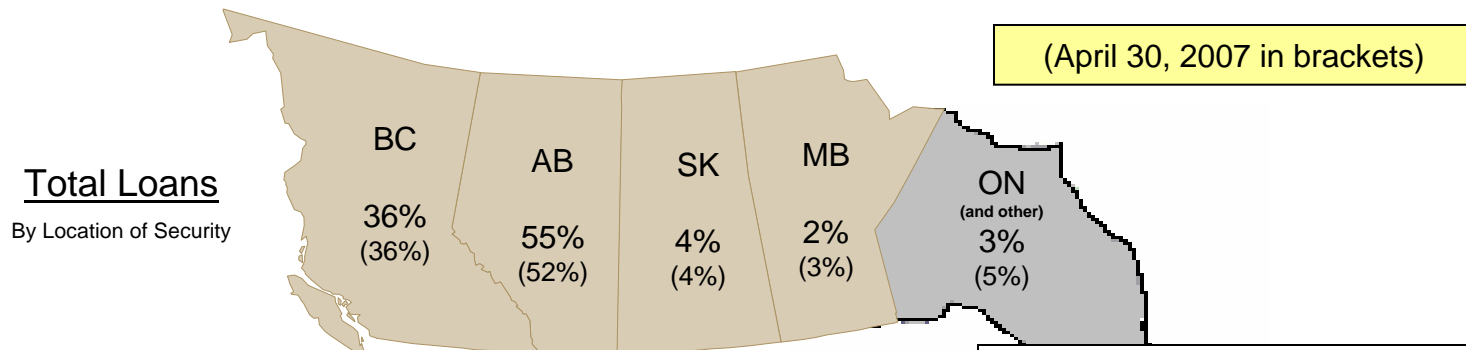 (April 30, 2007 in brackets)
Total Loans
By Location of Security
BC
36%
(36%)
AB
55%
(52%)
SK
4%
(4%)
MB
2%
(3%)
ON
(and other)
3%
(5%)